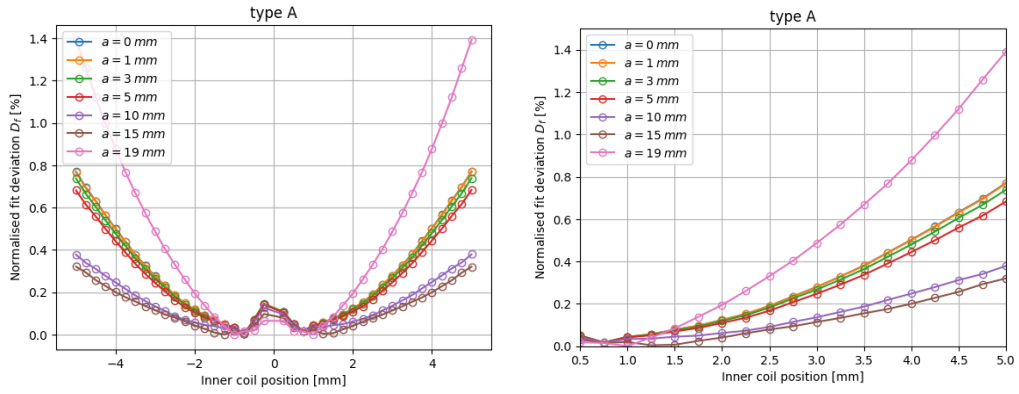 type A
Normalised fit deviation D_f [%]
1.4
1.2
1.0
0.8
0.6
0.4
0.2
0.0
a = 0 mm
a = 1 mm
a = 3 mm
a = 5 mm
a = 10 mm
a = 15 mm
a = 19 mm
−4
−2
0
2
4
Inner coil position [mm]
type A
Normalised fit deviation D_f [%]
1.4
1.2
1.0
0.8
0.6
0.4
0.2
0.0
a = 0 mm
a = 1 mm
a = 3 mm
a = 5 mm
a = 10 mm
a = 15 mm
a = 19 mm
0.5
1.0
1.5
2.0
2.5
3.0
3.5
4.0
4.5
5.0
Inner coil position [mm]